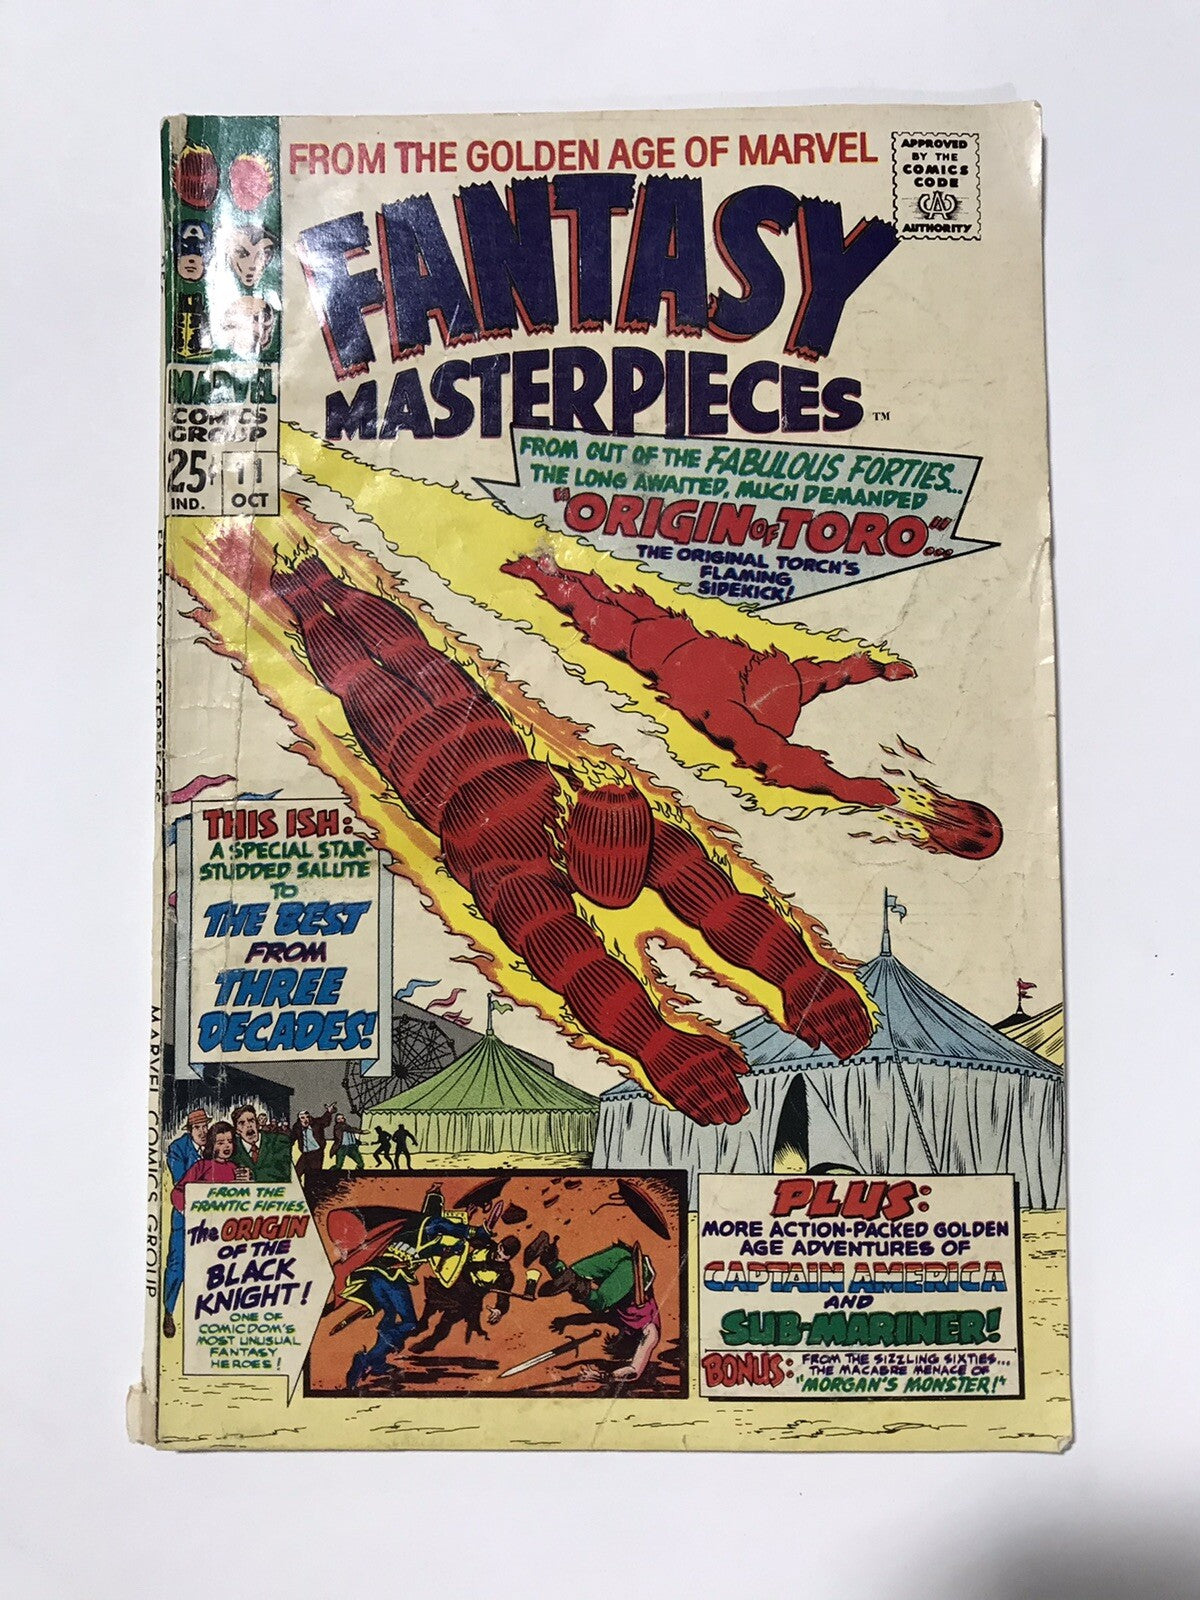 FROM THE GOLDEN AGE OF MARVEL
APPROVED
BY THE
COMICS
CODE
CA
AUTHORITY
FANTASY
MASTERPIECES™
MARVEL
COMICS
GROUP
25¢ 11
IND. OCT
FROM OUT OF THE FABULOUS FORTIES...
THE LONG AWAITED, MUCH DEMANDED
"ORIGIN OF TORO"...
THE ORIGINAL TORCH'S
FLAMING
SIDEKICK!
THIS ISH:
A SPECIAL STAR-
STUDDED SALUTE
TO
THE BEST
FROM
THREE
DECADES!
FROM THE
FRANTIC FIFTIES,
The ORIGIN
OF THE
BLACK
KNIGHT!
ONE OF
COMICDOM'S
MOST UNUSUAL
FANTASY
HEROES!
PLUS:
MORE ACTION-PACKED GOLDEN
AGE ADVENTURES OF
CAPTAIN AMERICA
AND
SUB-MARINER!
BONUS: FROM THE SIZZLING SIXTIES...
THE MACABRE MENACE OF
"MORGAN'S MONSTER!"
FANTASY MASTERPIECES
MARVEL COMICS GROUP